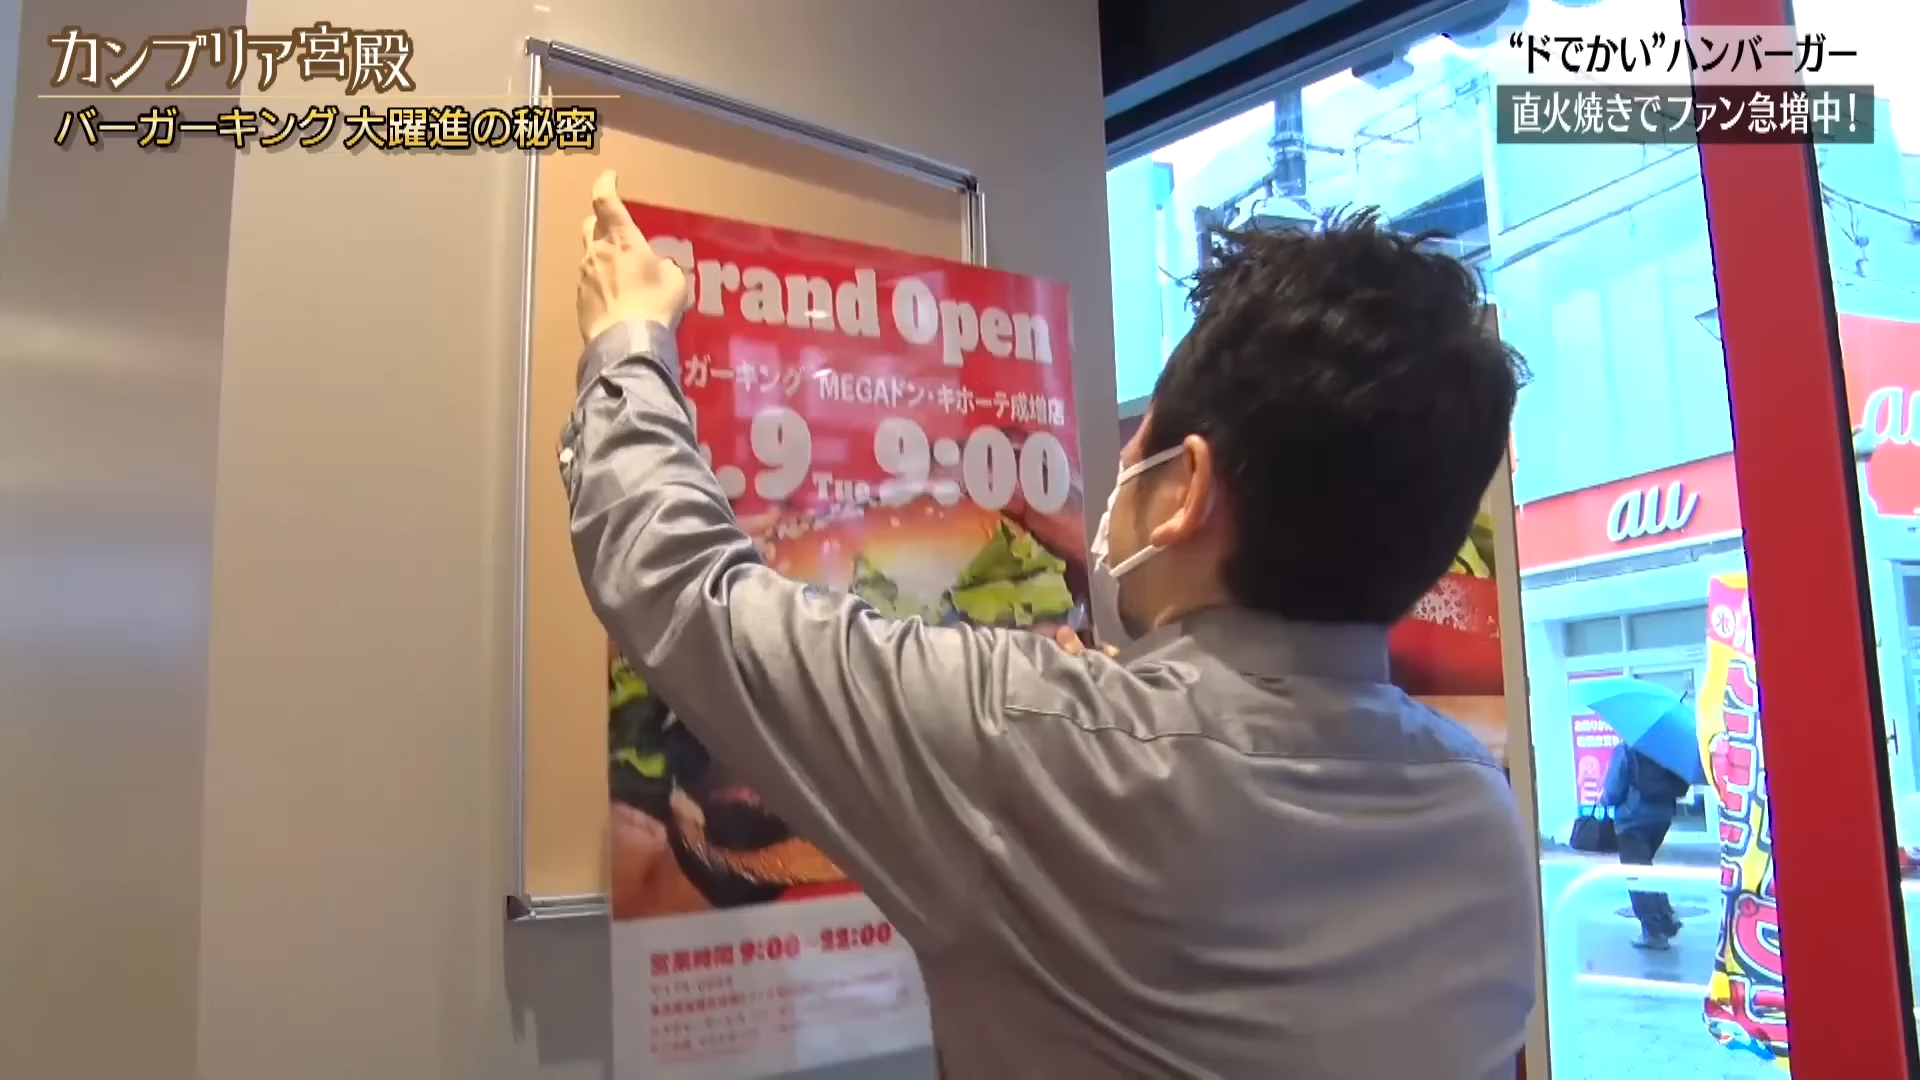 カンブリア宮殿
バーガーキング 大躍進の秘密
“ドでかい”ハンバーガー
直火焼きでファン急増中！
Grand Open
ガーキング MEGAドン・キホーテ成増店
.9 Tue. 9:00
営業時間 9:00~22:00
au
au